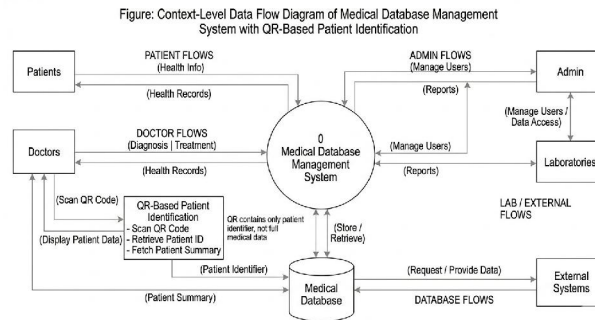 Figure: Context-Level Data Flow Diagram of Medical Database Management
System with QR-Based Patient Identification
PATIENT FLOWS
(Health Info)
ADMIN FLOWS
(Manage Users)
Patients
Admin
(Health Records)
(Reports)
0
Medical Database
Management
System
(Manage Users /
Data Access)
DOCTOR FLOWS
(Diagnosis | Treatment)
(Manage Users)
Doctors
Laboratories
(Health Records)
(Reports)
(Scan QR Code)
LAB / EXTERNAL
FLOWS
QR-Based Patient
Identification
- Scan QR Code
- Retrieve Patient ID
- Fetch Patient Summary
QR contains only patient
identifier, not full
medical data
(Store /
Retrieve)
(Display Patient Data)
(Patient Identifier)
(Request / Provide Data)
Medical
Database
External
Systems
(Patient Summary)
DATABASE FLOWS